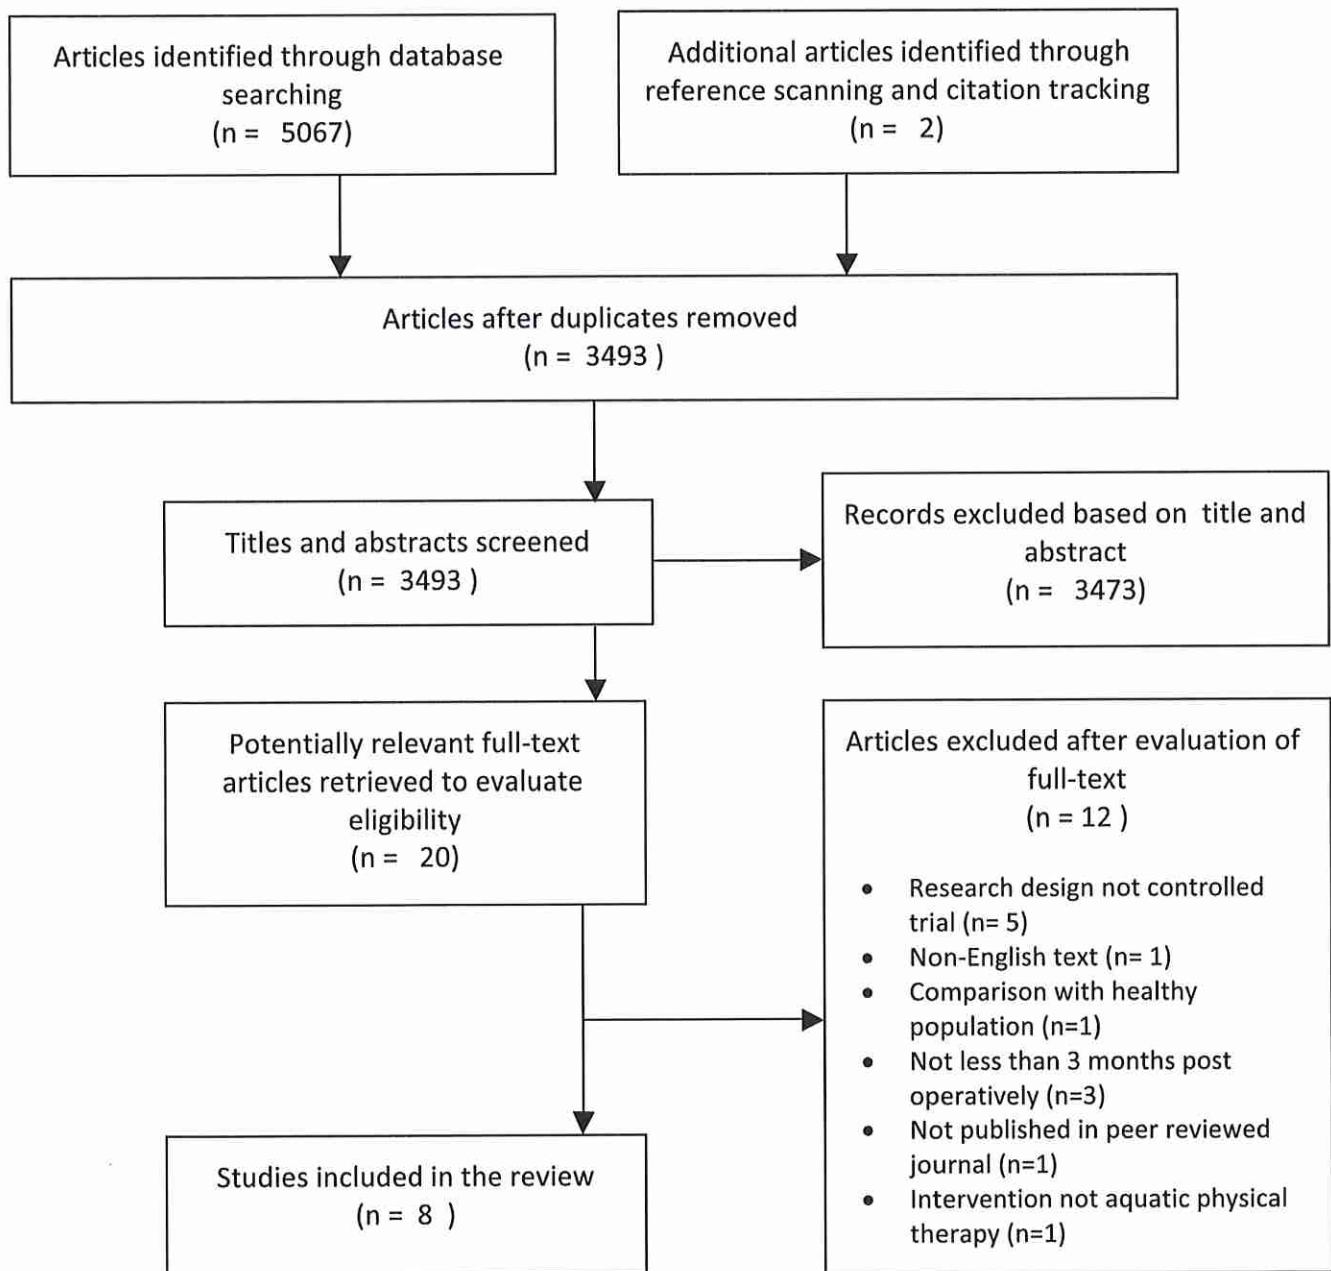 Articles identified through database
searching
(n =   5067)
Additional articles identified through
reference scanning and citation tracking
(n =   2)
Articles after duplicates removed
(n =  3493 )
Titles and abstracts screened
(n =  3493 )
Records excluded based on  title and
abstract
(n =   3473)
Potentially relevant full-text
articles retrieved to evaluate
eligibility
(n =   20)
Articles excluded after evaluation of
full-text
(n = 12 )
• Research design not controlled
trial (n= 5)
• Non-English text (n= 1)
• Comparison with healthy
population (n=1)
• Not less than 3 months post
operatively (n=3)
• Not published in peer reviewed
journal (n=1)
• Intervention not aquatic physical
therapy (n=1)
Studies included in the review
(n =  8  )